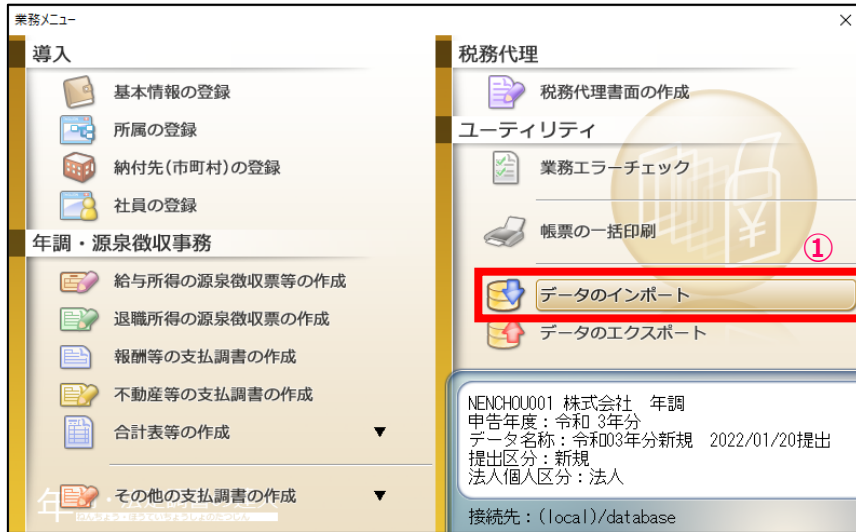 業務メニュー
導入
基本情報の登録
所属の登録
納付先(市町村)の登録
社員の登録
年調・源泉徴収事務
給与所得の源泉徴収票等の作成
退職所得の源泉徴収票の作成
報酬等の支払調書の作成
不動産等の支払調書の作成
合計表等の作成 ▼
その他の支払調書の作成 ▼
税務代理
税務代理書面の作成
ユーティリティ
業務エラーチェック
帳票の一括印刷
①
データのインポート
データのエクスポート
NENCHOU001 株式会社 年調
申告年度：令和 3年分
データ名称：令和03年分新規 2022/01/20提出
提出区分：新規
法人個人区分：法人
接続先：(local)/database